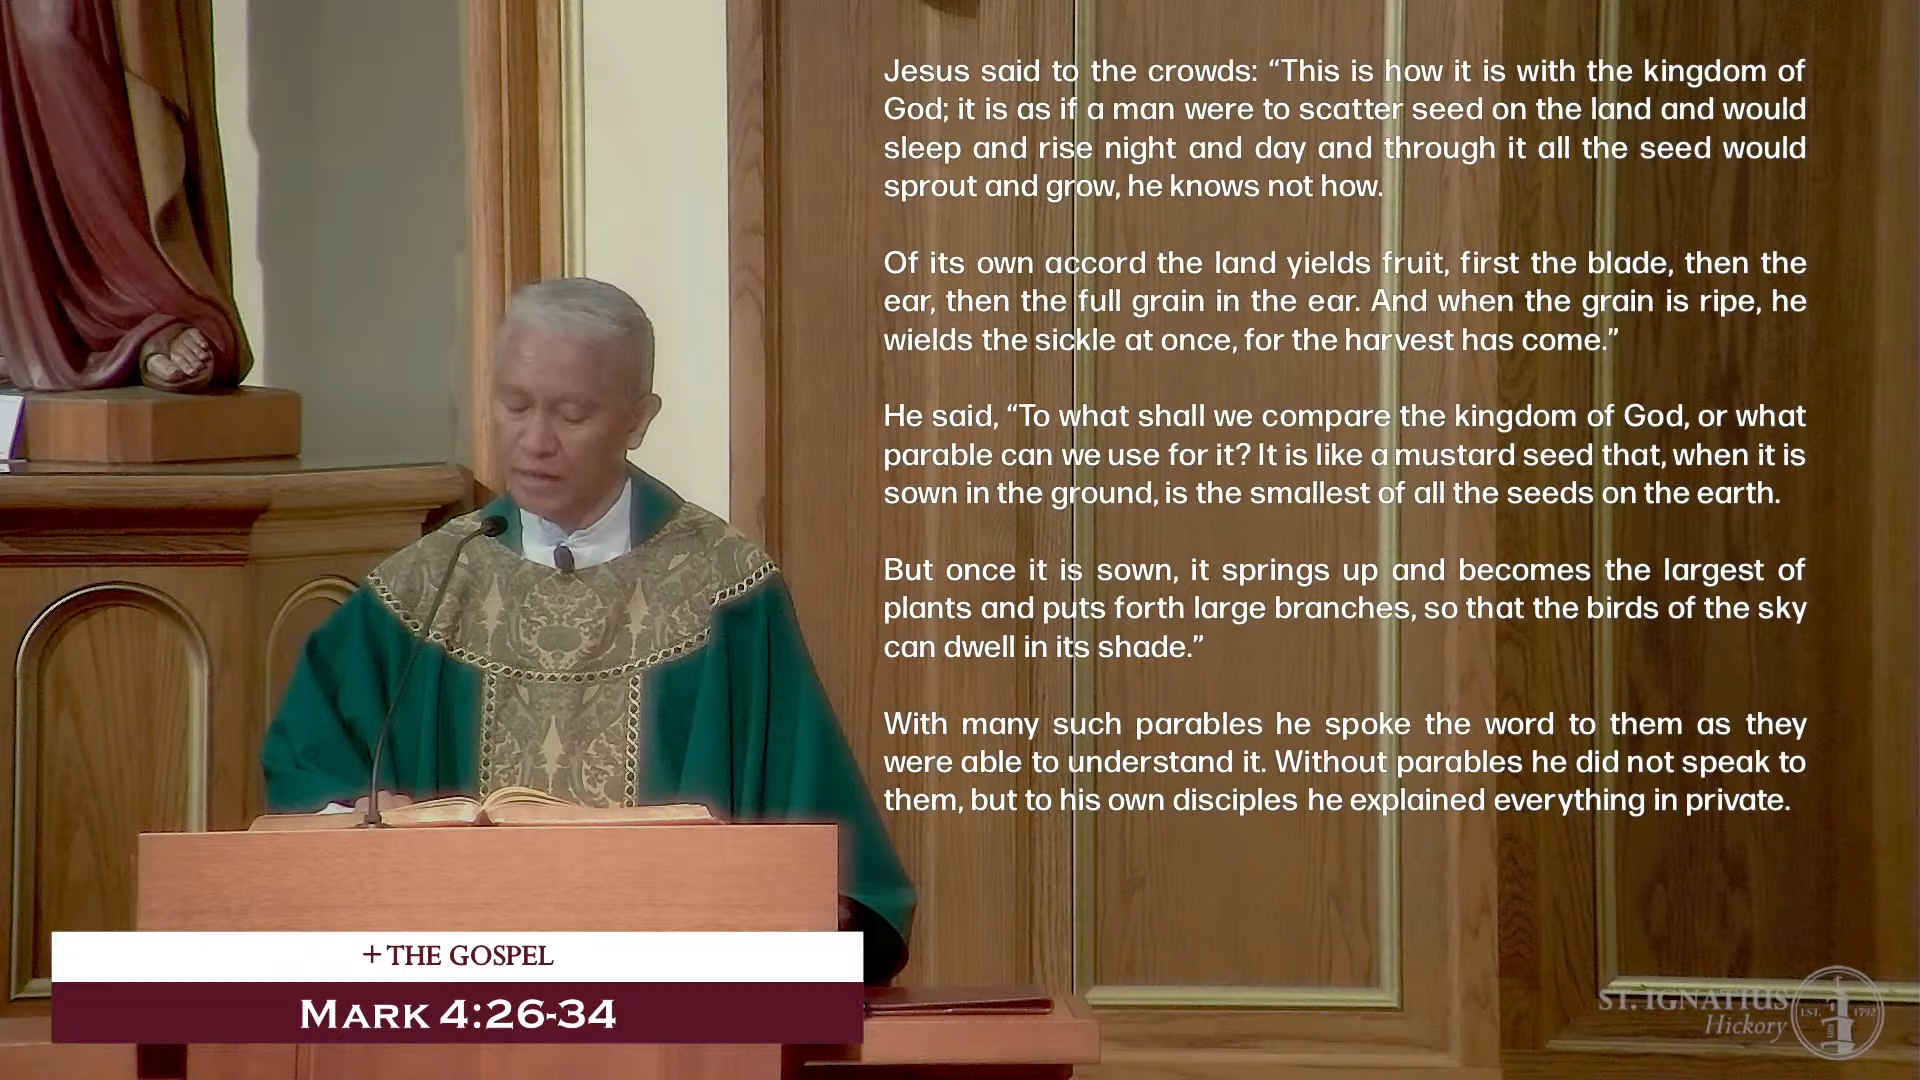 Jesus said to the crowds: “This is how it is with the kingdom of
God; it is as if a man were to scatter seed on the land and would
sleep and rise night and day and through it all the seed would
sprout and grow, he knows not how.
Of its own accord the land yields fruit, first the blade, then the
ear, then the full grain in the ear. And when the grain is ripe, he
wields the sickle at once, for the harvest has come.”
He said, “To what shall we compare the kingdom of God, or what
parable can we use for it? It is like a mustard seed that, when it is
sown in the ground, is the smallest of all the seeds on the earth.
But once it is sown, it springs up and becomes the largest of
plants and puts forth large branches, so that the birds of the sky
can dwell in its shade.”
With many such parables he spoke the word to them as they
were able to understand it. Without parables he did not speak to
them, but to his own disciples he explained everything in private.
+THE GOSPEL
MARK 4:26-34
ST. IGNATIUS
Hickory
EST. 1792